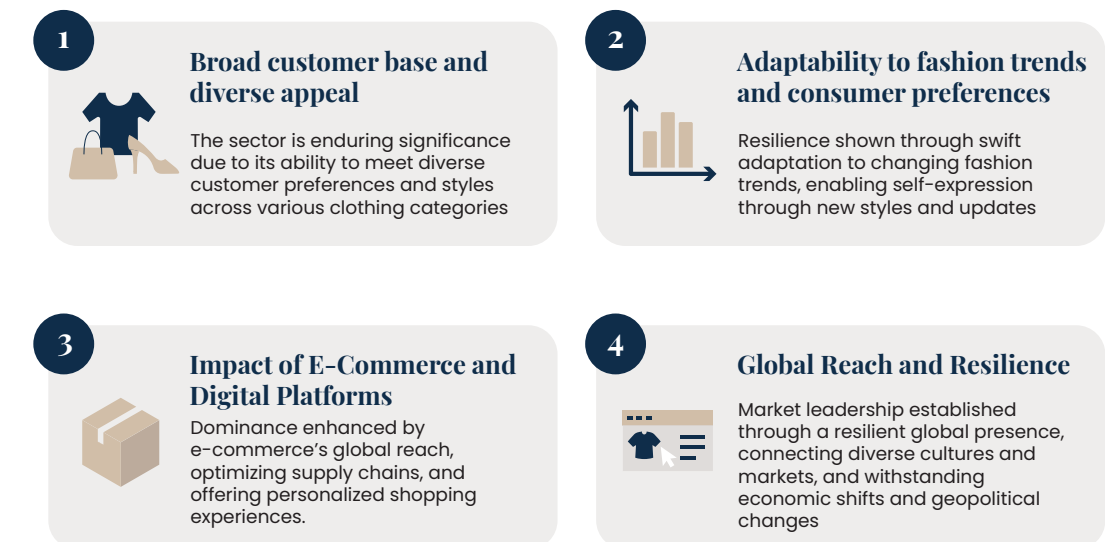 1
Broad customer base and
diverse appeal
The sector is enduring significance
due to its ability to meet diverse
customer preferences and styles
across various clothing categories
2
Adaptability to fashion trends
and consumer preferences
Resilience shown through swift
adaptation to changing fashion
trends, enabling self-expression
through new styles and updates
3
Impact of E-Commerce and
Digital Platforms
Dominance enhanced by
e-commerce’s global reach,
optimizing supply chains, and
offering personalized shopping
experiences.
4
Global Reach and Resilience
Market leadership established
through a resilient global presence,
connecting diverse cultures and
markets, and withstanding
economic shifts and geopolitical
changes